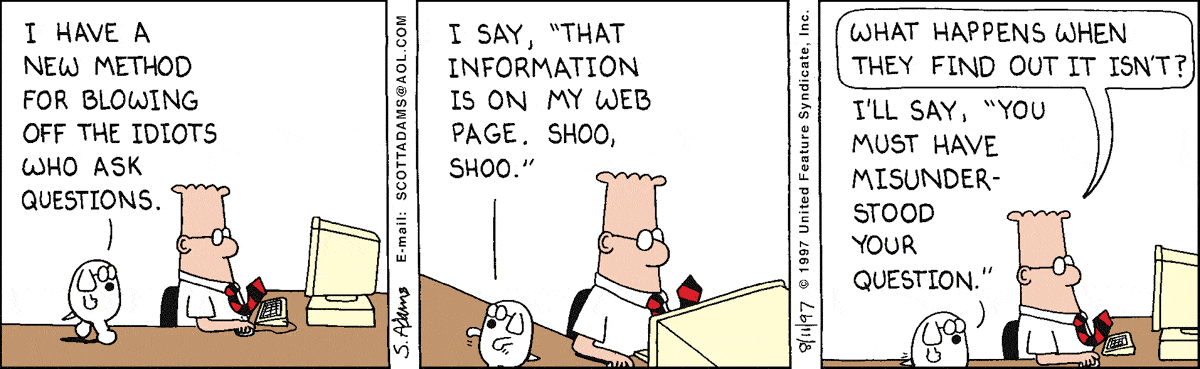 I HAVE A
NEW METHOD
FOR BLOWING
OFF THE IDIOTS
WHO ASK
QUESTIONS.
S. Adams
E-mail: SCOTTADAMS@AOL.COM
I SAY, "THAT
INFORMATION
IS ON MY WEB
PAGE. SHOO,
SHOO."
8/11/97 © 1997 United Feature Syndicate, Inc.
WHAT HAPPENS WHEN
THEY FIND OUT IT ISN'T?
I'LL SAY, "YOU
MUST HAVE
MISUNDER-
STOOD
YOUR
QUESTION."